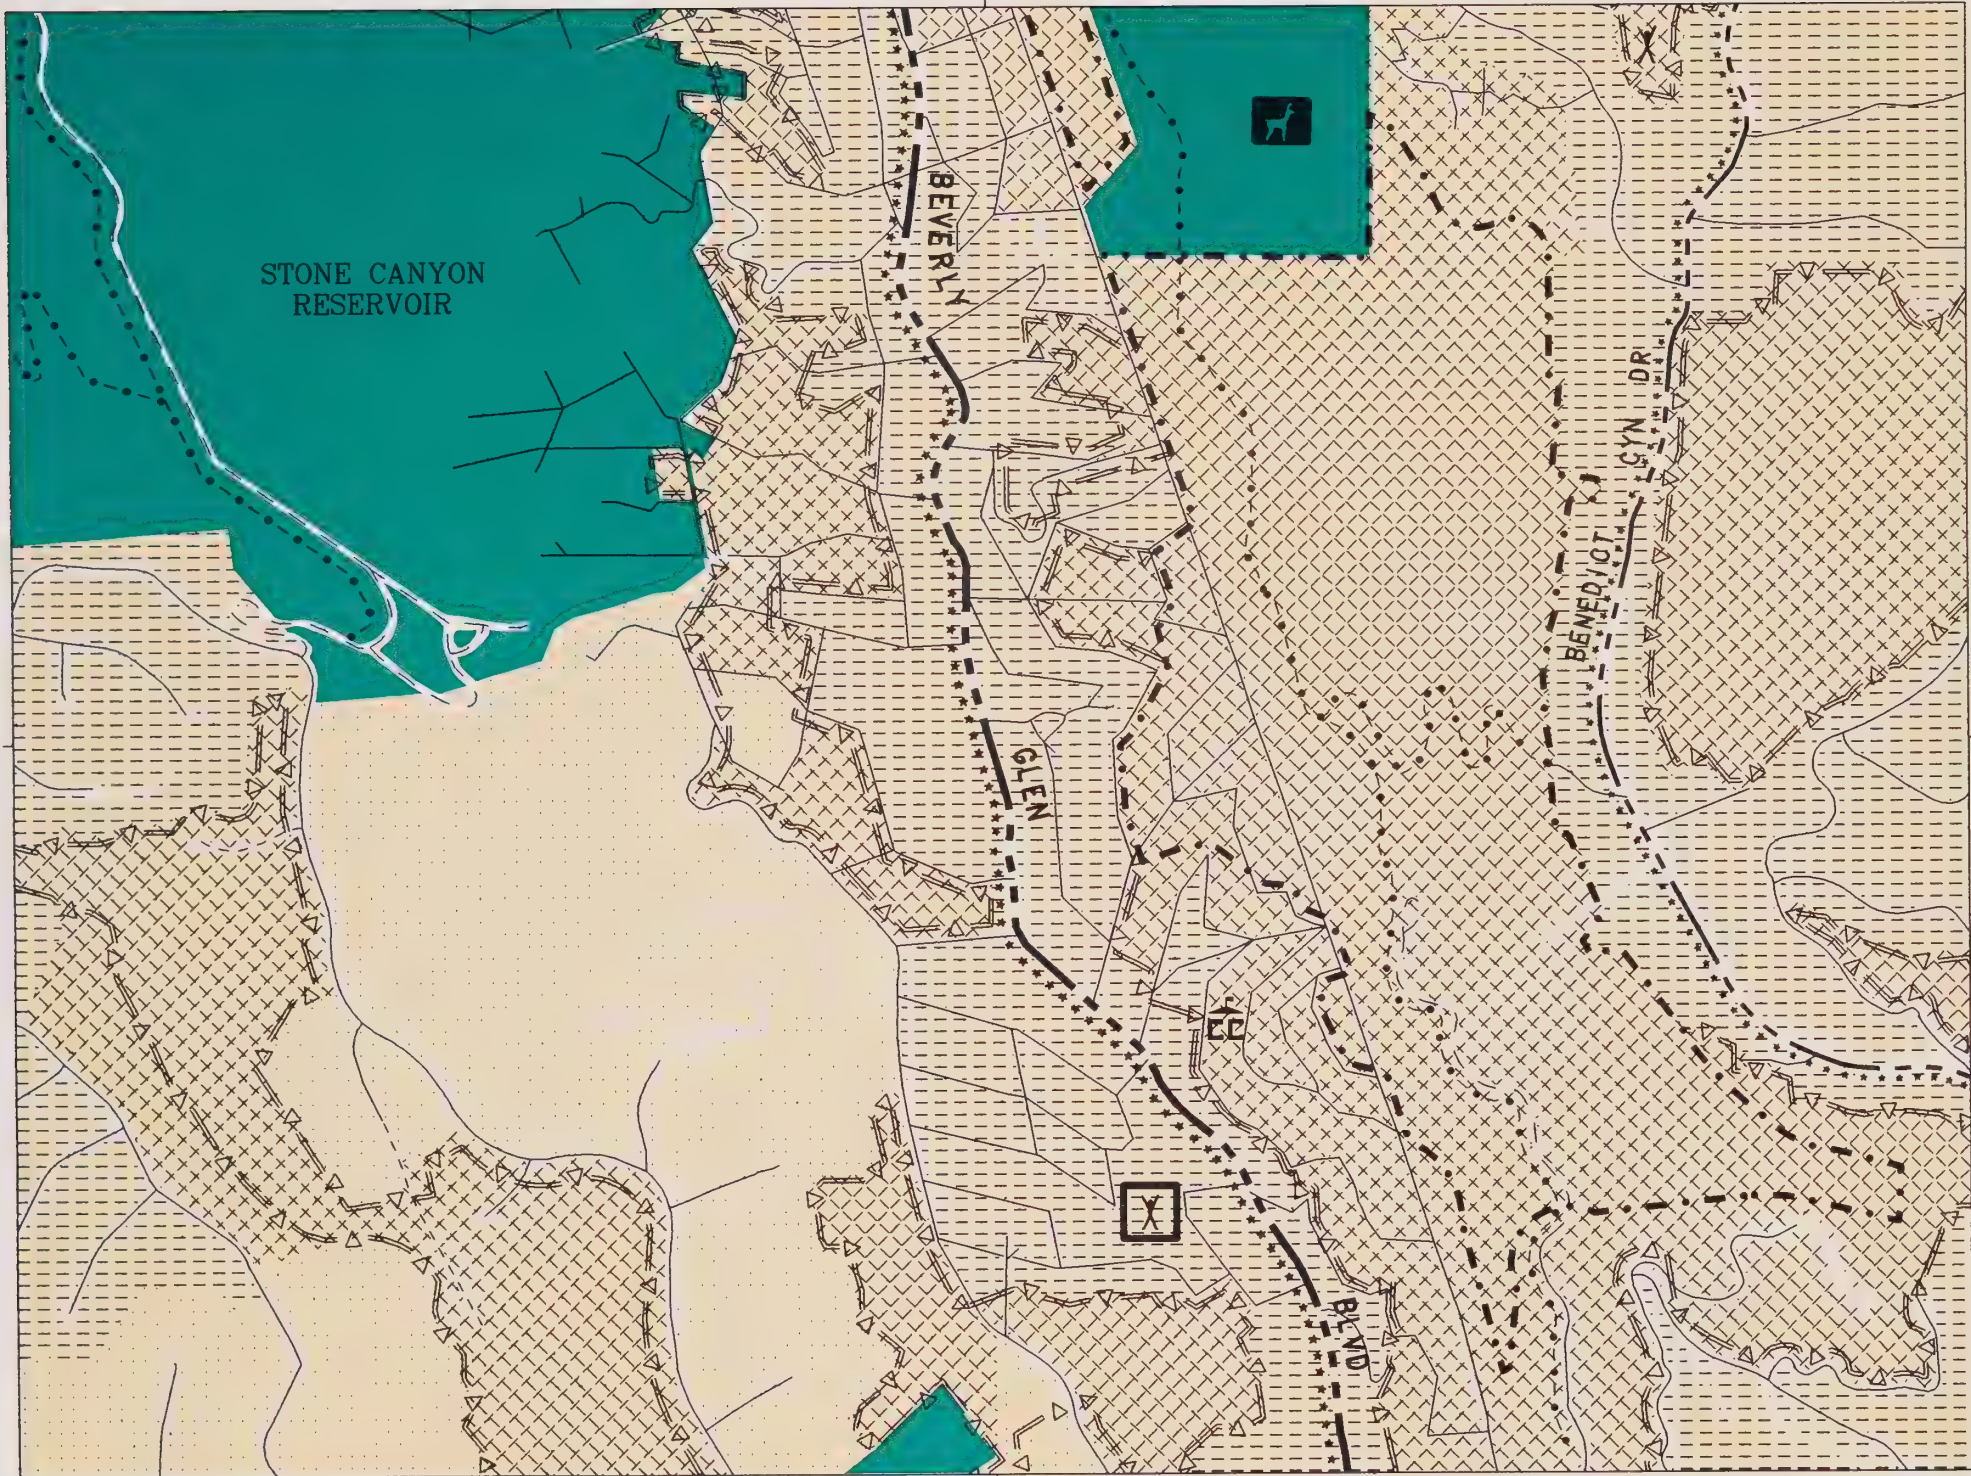 STONE CANYON
RESERVOIR
BEVERLY
GLEN
BLVD
BENEDICT CYN DR